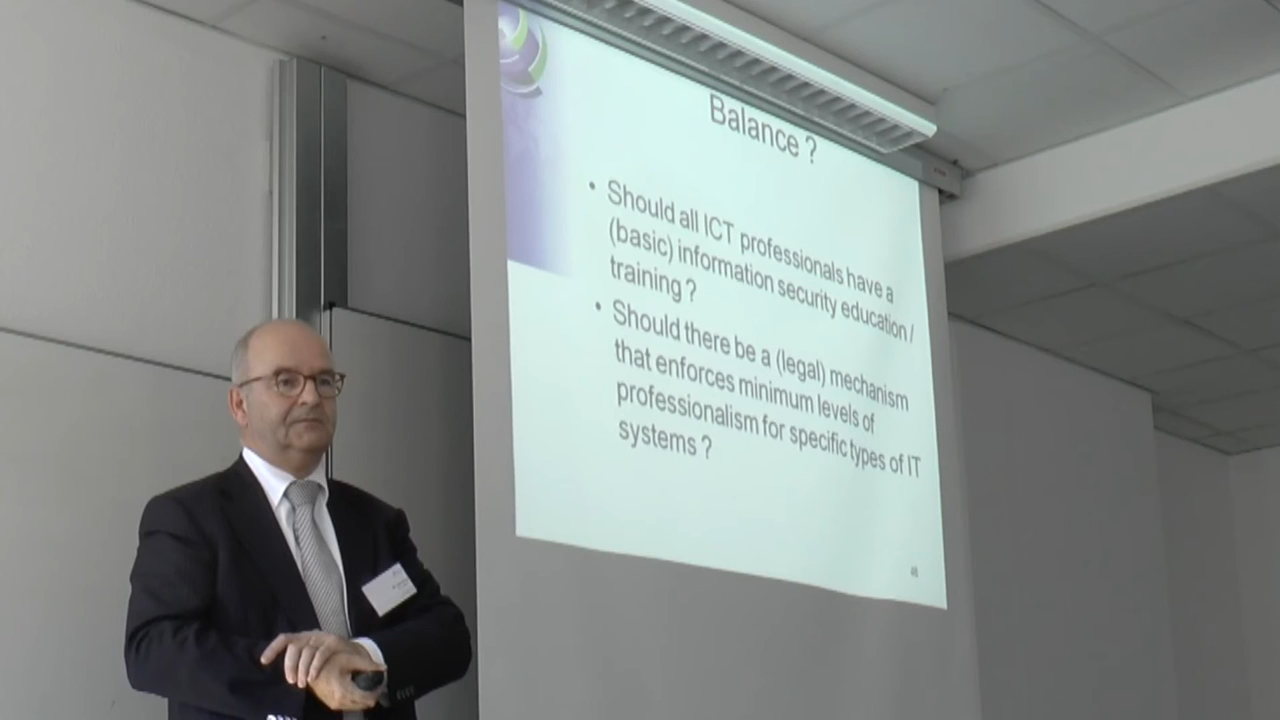 Balance ?
• Should all ICT professionals have a
(basic) information security education /
training ?
• Should there be a (legal) mechanism
that enforces minimum levels of
professionalism for specific types of IT
systems ?